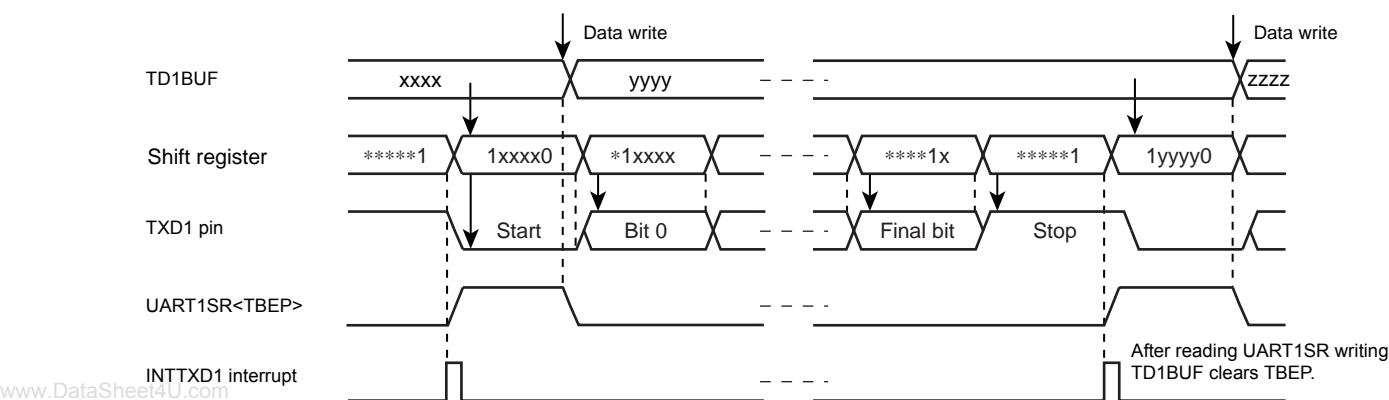 Data write
Data write
TD1BUF
xxxx
yyyy
zzzz
Shift register
*****1
1xxxx0
*1xxxx
****1x
*****1
1yyyy0
TXD1 pin
Start
Bit 0
Final bit
Stop
UART1SR<TBEP>
After reading UART1SR writing
TD1BUF clears TBEP.
INTTXD1 interrupt
www.DataSheet4U.com